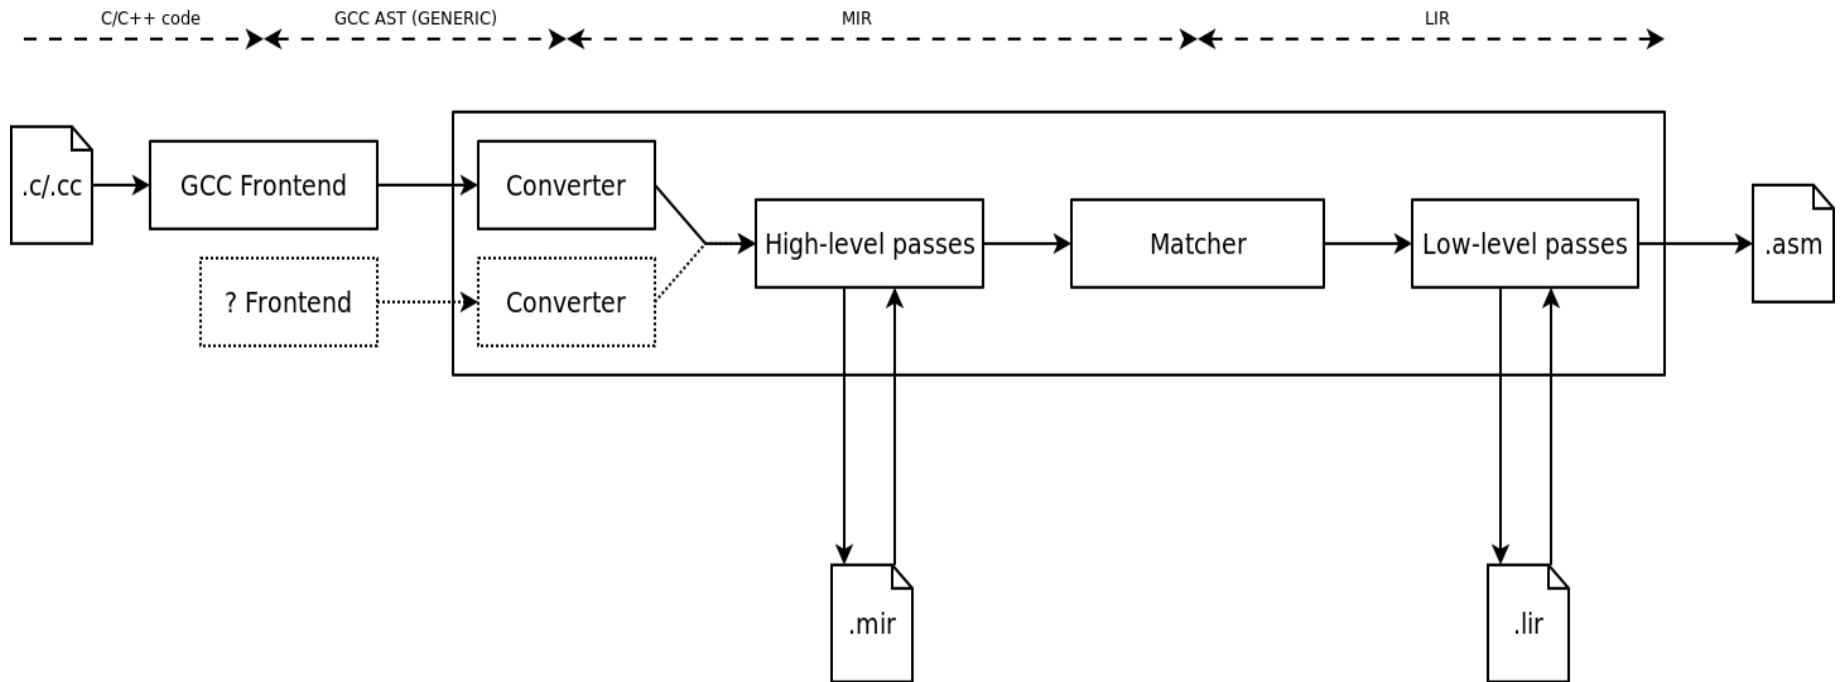 C/C++ code
GCC AST (GENERIC)
MIR
LIR
.c/.cc
GCC Frontend
Converter
? Frontend
Converter
High-level passes
Matcher
Low-level passes
.asm
.mir
.lir